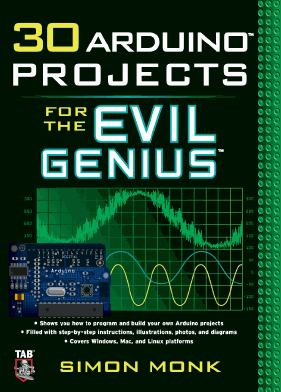 30 ARDUINO™
PROJECTS
FOR
THE
EVIL
GENIUS™
Arduino
• Shows you how to program and build your own Arduino projects
• Filled with step-by-step instructions, illustrations, photos, and diagrams
• Covers Windows, Mac, and Linux platforms
TAB
SIMON MONK